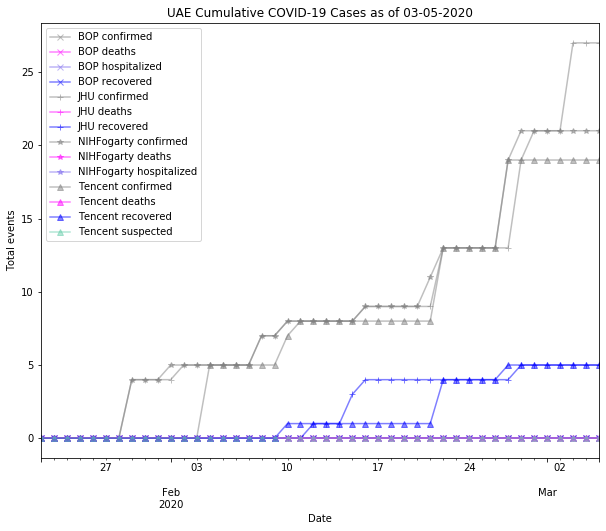 UAE Cumulative COVID-19 Cases as of 03-05-2020
BOP confirmed
BOP deaths
BOP hospitalized
BOP recovered
JHU confirmed
JHU deaths
JHU recovered
NIHFogarty confirmed
NIHFogarty deaths
NIHFogarty hospitalized
Tencent confirmed
Tencent deaths
Tencent recovered
Tencent suspected
Total events
25
20
15
10
5
0
27 03 10 17 24 02
Feb Mar
2020
Date